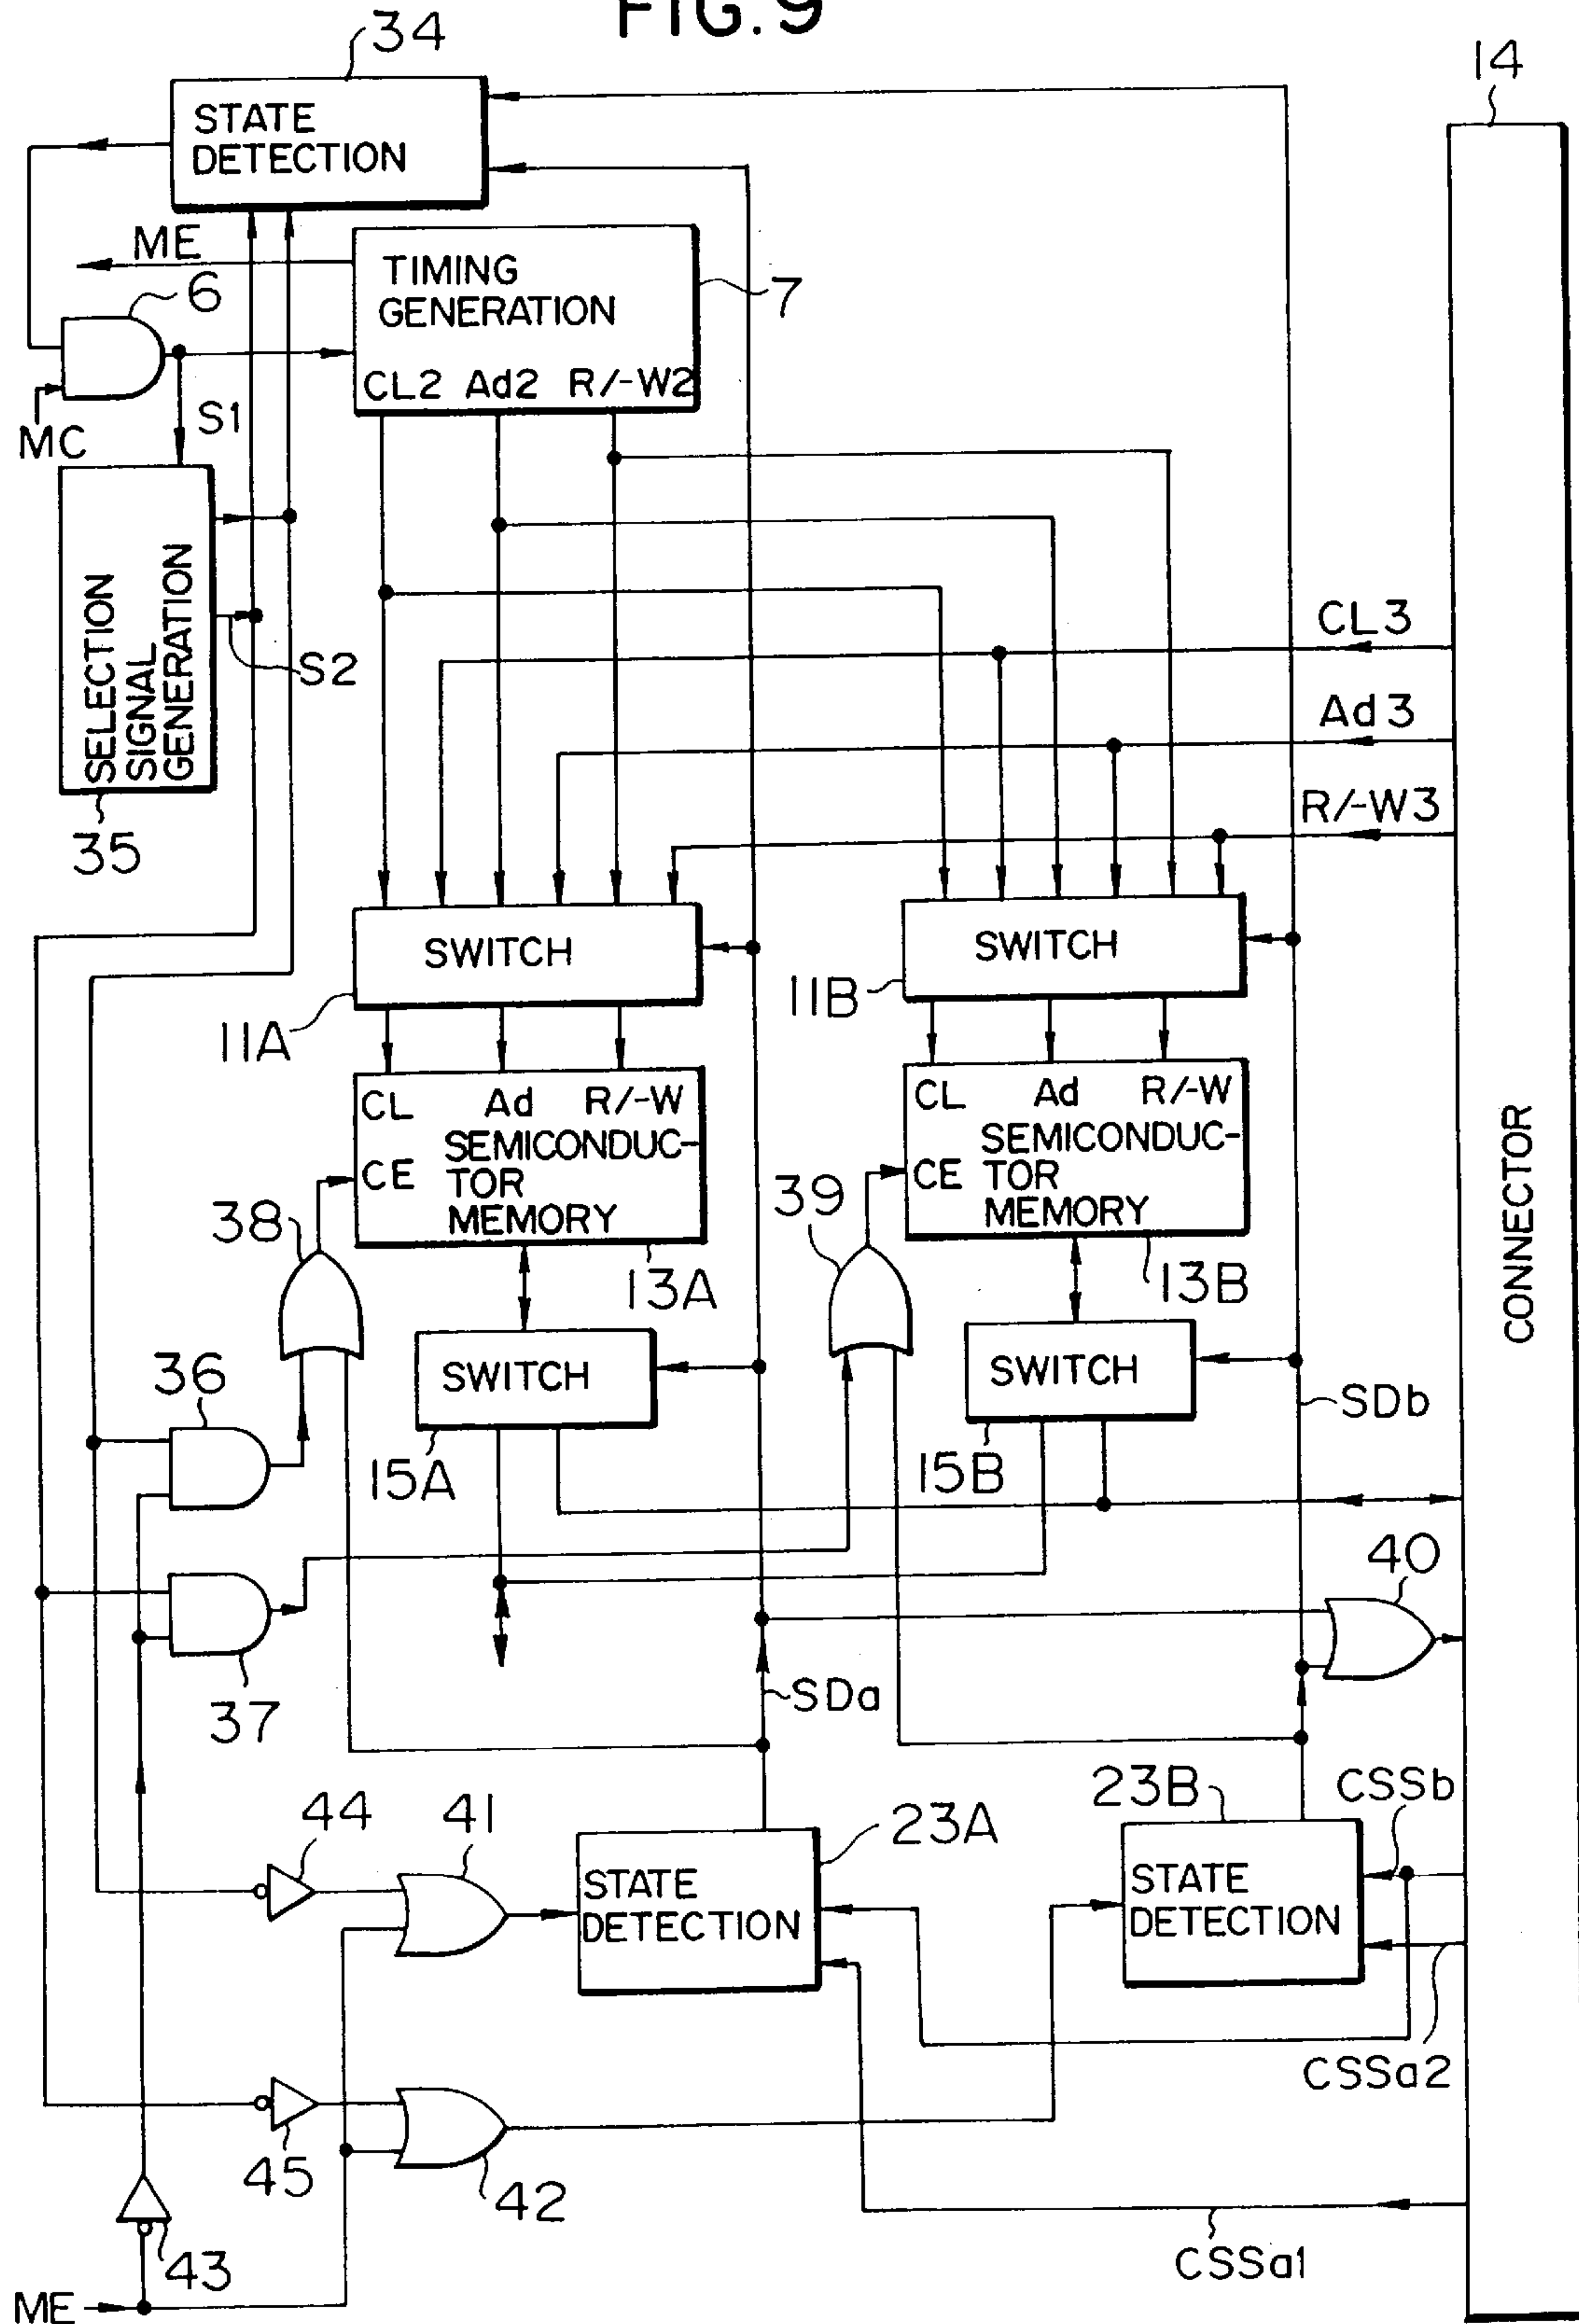 FIG. 9
34
14
STATE
DETECTION
ME
6
TIMING
GENERATION
7
CL2 Ad2 R/-W2
S1
MC
SELECTION
SIGNAL
GENERATION
S2
35
CL3
Ad3
R/-W3
SWITCH
SWITCH
11A
11B
CL Ad R/-W
CE SEMICONDUC-
TOR
MEMORY
CL Ad R/-W
CE SEMICONDUC-
TOR
MEMORY
CONNECTOR
38
39
13A
13B
36
SWITCH
SWITCH
SDb
15A
15B
40
37
SDa
44
41
23A
23B
CSSb
STATE
DETECTION
STATE
DETECTION
CSSa2
45
42
43
CSSa1
ME